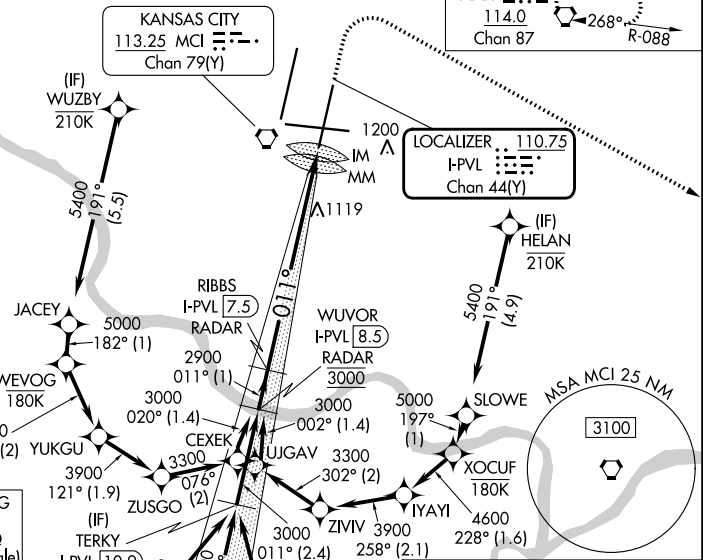 KANSAS CITY
113.25 MCI
Chan 79(Y)
114.0
Chan 87
268°
R-088
(IF)
WUZBY
210K
1200
IM
MM
LOCALIZER 110.75
I-PVL
Chan 44(Y)
1119
5400
191°
(5.5)
(IF)
HELAN
210K
011°
RIBBS
I-PVL 7.5
RADAR
WUVOR
I-PVL 8.5
RADAR
3000
5400
191°
(4.9)
JACEY
5000
182° (1)
2900
011° (1)
WEVOG
180K
3000
020° (1.4)
3000
002° (1.4)
5000
197°
(1)
SLOWE
MSA MCI 25 NM
3100
(2)
YUKGU
CEXEK
UJGAV
3300
076°
(2)
3300
302° (2)
XOCUF
180K
3900
121° (1.9)
ZUSGO
ZIVIV
IYAYI
4600
228° (1.6)
3900
258° (2.1)
(IF)
TERKY
I-PVL 10.9
3000
011° (2.4)